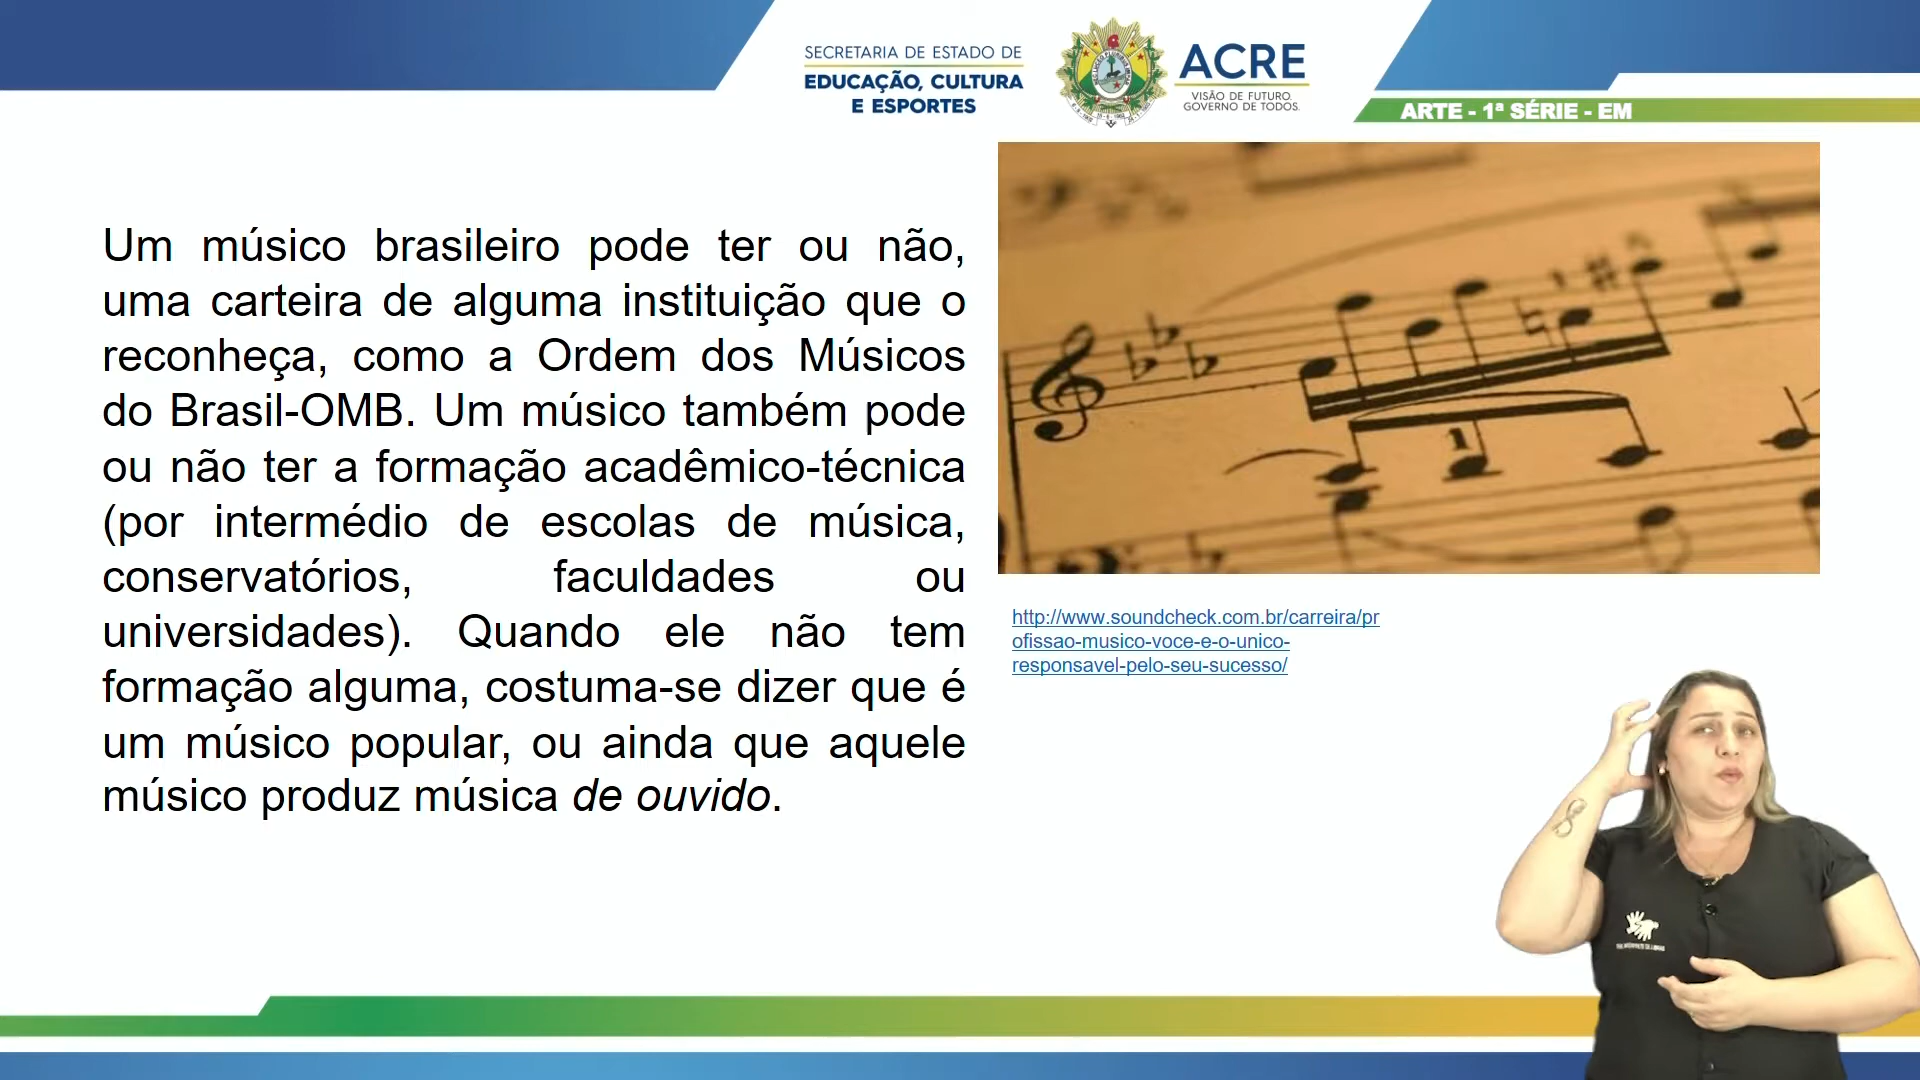 SECRETARIA DE ESTADO DE
EDUCAÇÃO, CULTURA
E ESPORTES
ACRE
VISÃO DE FUTURO.
GOVERNO DE TODOS.
ARTE - 1ª SÉRIE - EM
Um músico brasileiro pode ter ou não,
uma carteira de alguma instituição que o
reconheça, como a Ordem dos Músicos
do Brasil-OMB. Um músico também pode
ou não ter a formação acadêmico-técnica
(por intermédio de escolas de música,
conservatórios, faculdades ou
universidades). Quando ele não tem
formação alguma, costuma-se dizer que é
um músico popular, ou ainda que aquele
músico produz música de ouvido.
1
http://www.soundcheck.com.br/carreira/pr
ofissao-musico-voce-e-o-unico-
responsavel-pelo-seu-sucesso/